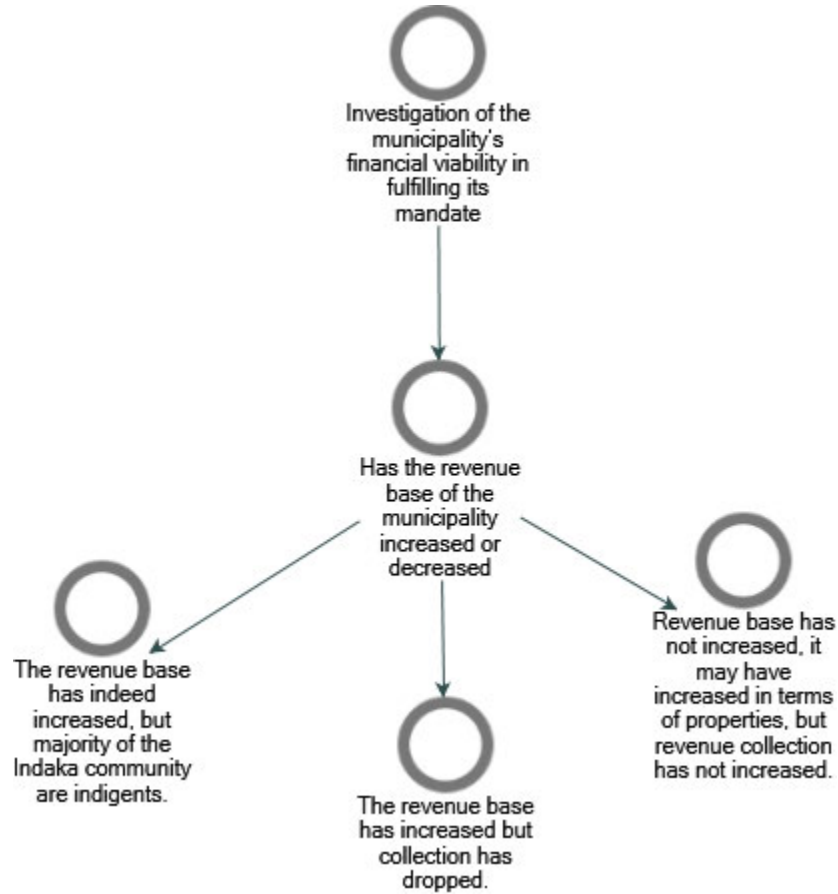 Investigation of the
municipality's
financial viability in
fulfilling its
mandate
Has the revenue
base of the
municipality
increased or
decreased
The revenue base
has indeed
increased, but
majority of the
Indaka community
are indigents.
The revenue base
has increased but
collection has
dropped.
Revenue base has
not increased, it
may have
increased in terms
of properties, but
revenue collection
has not increased.